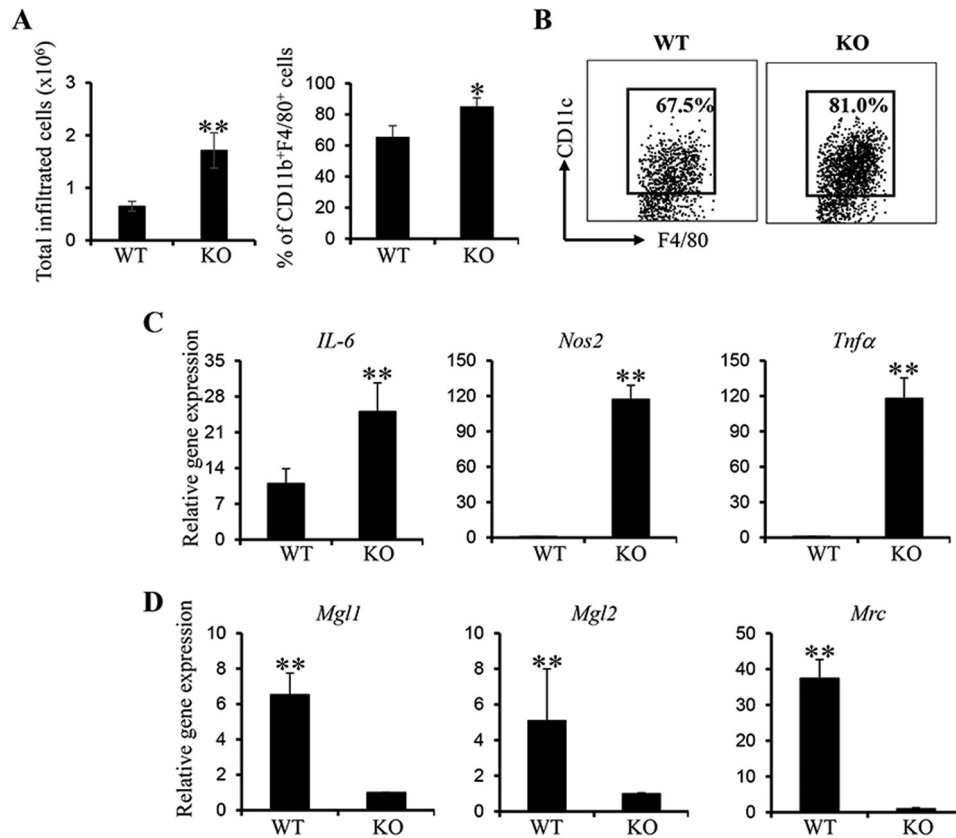 A
Total infiltrated cells (x10⁶)
3
2
1
0
**
WT KO
% of CD11b⁺F4/80⁺ cells
100
80
60
40
20
0
*
WT KO
B
WT KO
67.5% 81.0%
CD11c
F4/80
C
Relative gene expression
IL-6
35
28
21
14
7
0
**
WT KO
Nos2
150
120
90
60
30
0
**
WT KO
Tnfα
150
120
90
60
30
0
**
WT KO
D
Relative gene expression
Mgl1
10
8
6
4
2
0
**
WT KO
Mgl2
10
8
6
4
2
0
**
WT KO
Mrc
50
40
30
20
10
0
**
WT KO